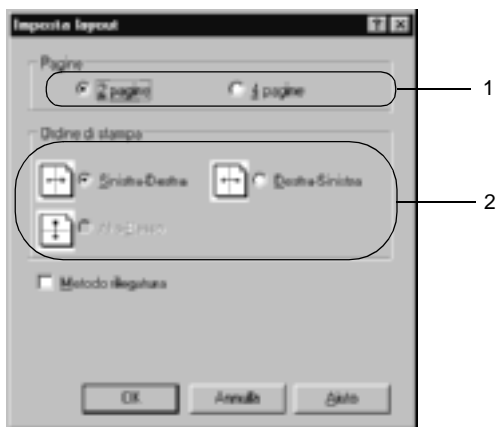 Imposta layout
Pagine
2 pagine 4 pagine
1
Ordine di stampa
Sinistra-Destra Destra-Sinistra
2
Metodo rilegatura
OK Annulla Aiuto